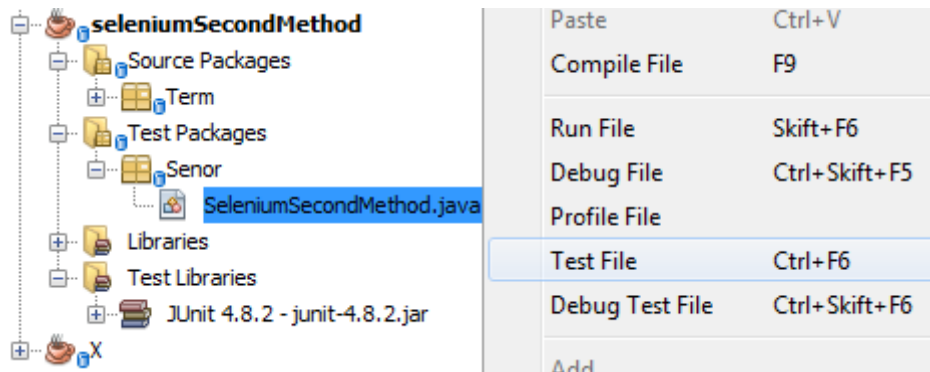 seleniumSecondMethod
Source Packages
Term
Test Packages
Senor
SeleniumSecondMethod.java
Libraries
Test Libraries
JUnit 4.8.2 - junit-4.8.2.jar
X
Paste Ctrl+V
Compile File F9
Run File Skift+F6
Debug File Ctrl+Skift+F5
Profile File
Test File Ctrl+F6
Debug Test File Ctrl+Skift+F6
Add